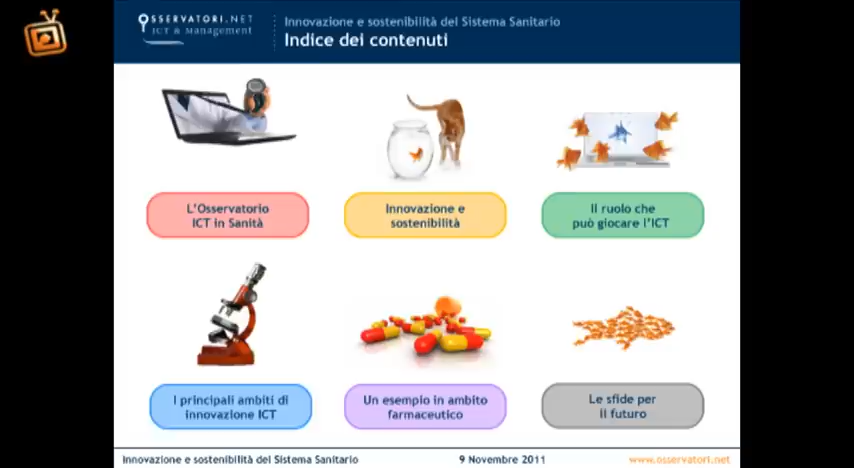 OSSERVATORI.NET
ICT & Management
Innovazione e sostenibilità del Sistema Sanitario
Indice dei contenuti
L'Osservatorio
ICT in Sanità
Innovazione e
sostenibilità
Il ruolo che
può giocare l'ICT
I principali ambiti di
innovazione ICT
Un esempio in ambito
farmaceutico
Le sfide per
il futuro
Innovazione e sostenibilità del Sistema Sanitario
9 Novembre 2011
www.osservatori.net